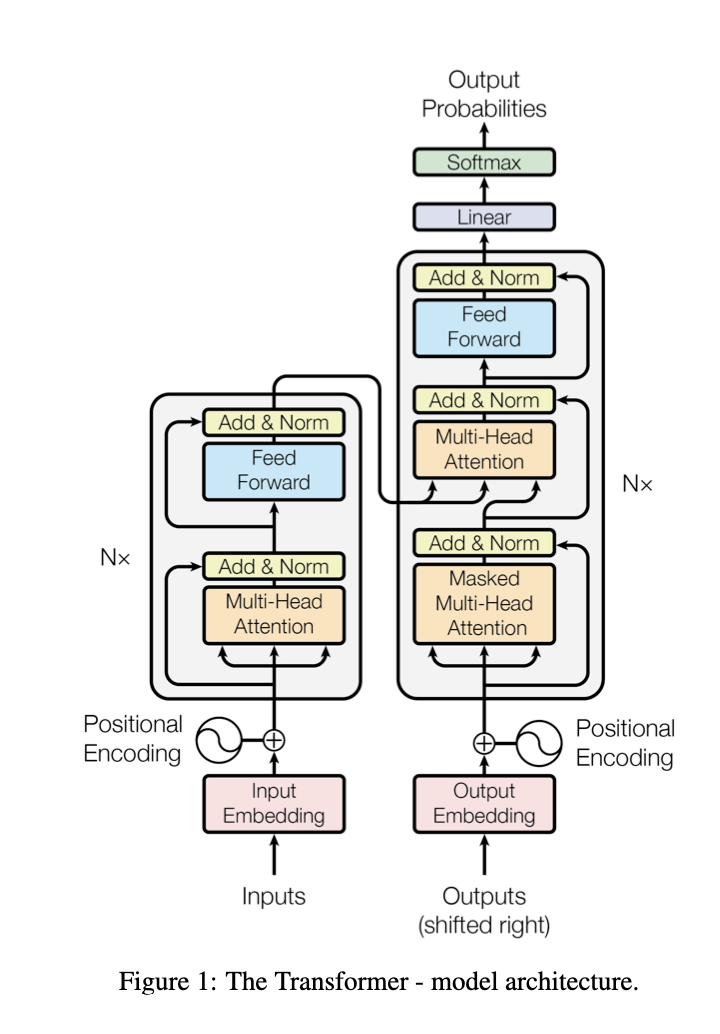 Output
Probabilities
Softmax
Linear
Add & Norm
Feed
Forward
Add & Norm
Multi-Head
Attention
Add & Norm
Masked
Multi-Head
Attention
N×
Add & Norm
Feed
Forward
Add & Norm
Multi-Head
Attention
N×
Positional
Encoding
Positional
Encoding
Input
Embedding
Output
Embedding
Inputs
Outputs
(shifted right)
Figure 1: The Transformer - model architecture.